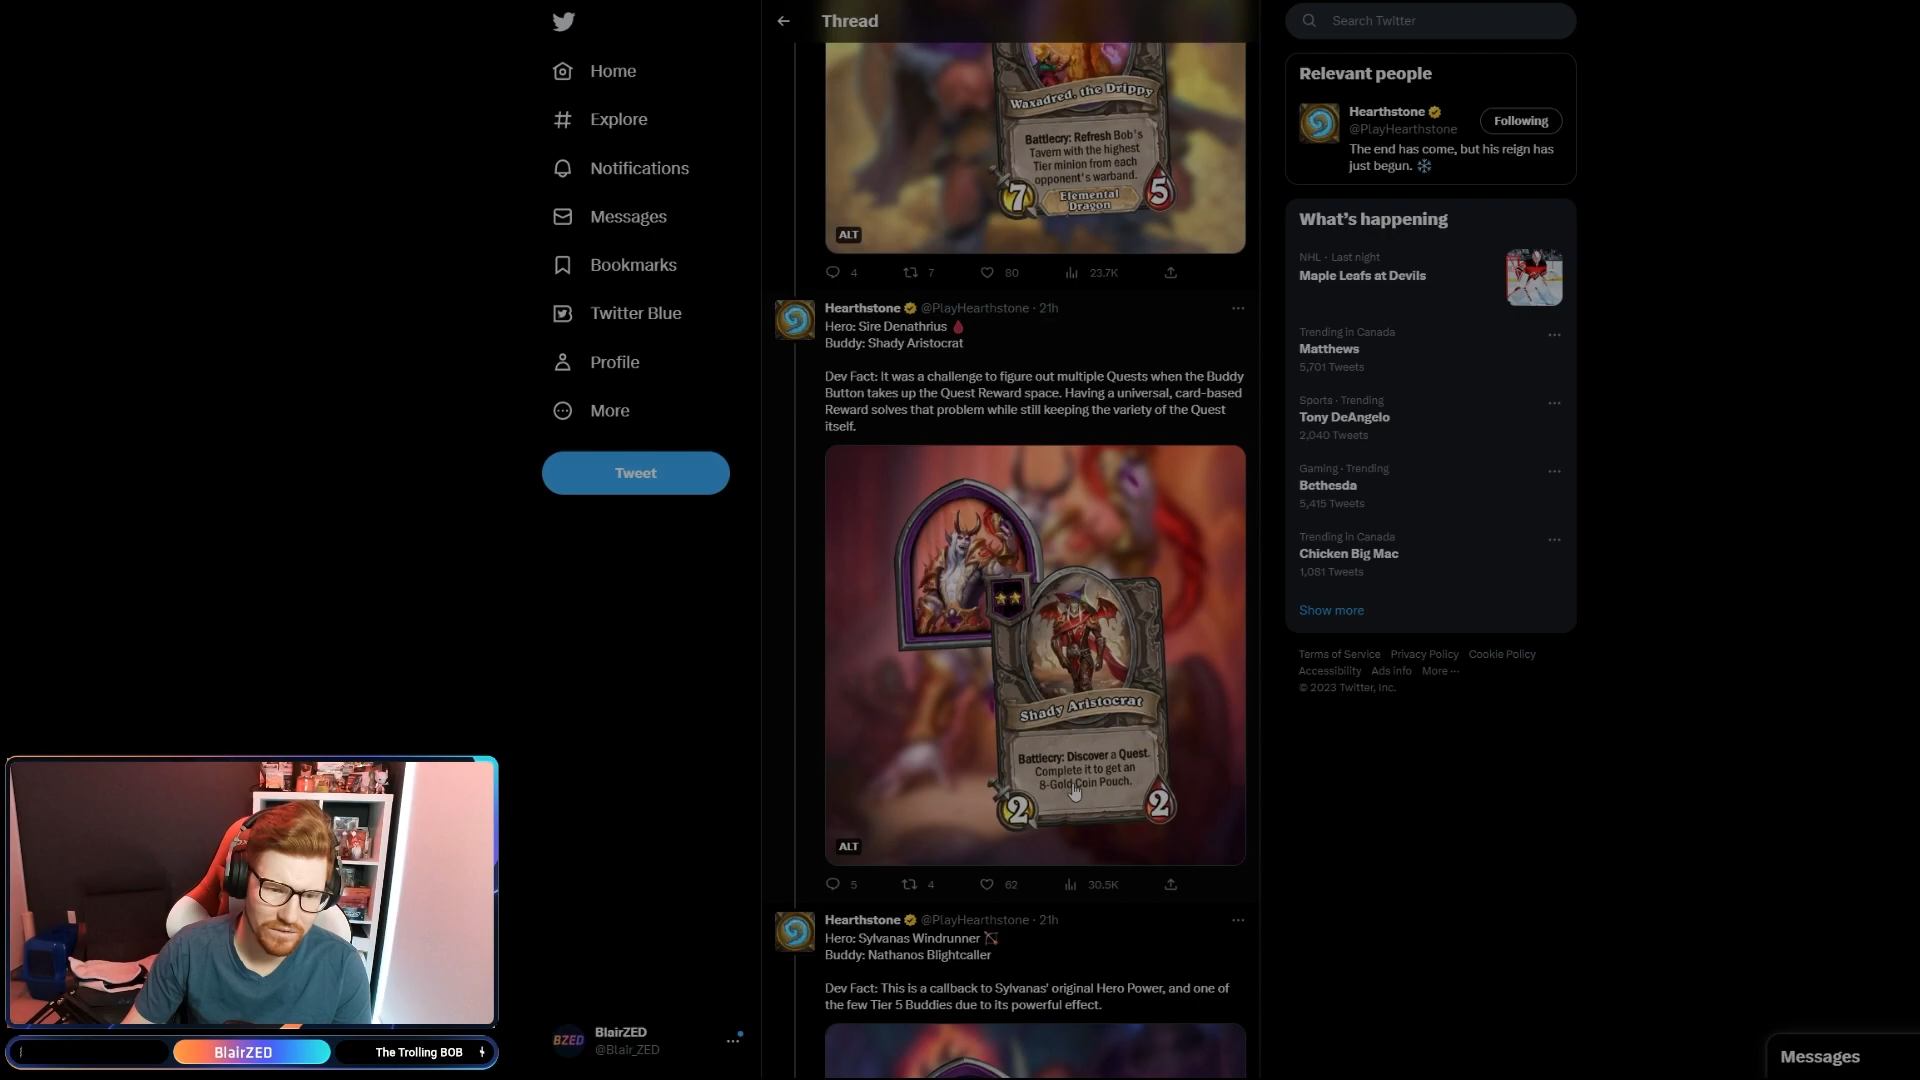 Home
Explore
Notifications
Messages
Bookmarks
Twitter Blue
Profile
More
Tweet
BlairZED
@Blair_ZED
BZED
BlairZED
The Trolling BOB
Thread
Waxadred, the Drippy
Battlecry: Refresh Bob's
Tavern with the highest
Tier minion from each
opponent's warband.
7
Elemental
Dragon
5
ALT
4
7
80
23.7K
Hearthstone @PlayHearthstone · 21h
Hero: Sire Denathrius
Buddy: Shady Aristocrat
Dev Fact: It was a challenge to figure out multiple Quests when the Buddy
Button takes up the Quest Reward space. Having a universal, card-based
Reward solves that problem while still keeping the variety of the Quest
itself.
Shady Aristocrat
Battlecry: Discover a Quest.
Complete it to get an
8-Gold Coin Pouch.
2
2
ALT
5
4
62
30.5K
Hearthstone @PlayHearthstone · 21h
Hero: Sylvanas Windrunner
Buddy: Nathanos Blightcaller
Dev Fact: This is a callback to Sylvanas' original Hero Power, and one of
the few Tier 5 Buddies due to its powerful effect.
Search Twitter
Relevant people
Hearthstone
@PlayHearthstone
Following
The end has come, but his reign has
just begun.
What's happening
NHL · Last night
Maple Leafs at Devils
Trending in Canada
Matthews
5,701 Tweets
Sports · Trending
Tony DeAngelo
2,040 Tweets
Gaming · Trending
Bethesda
5,415 Tweets
Trending in Canada
Chicken Big Mac
1,081 Tweets
Show more
Terms of Service Privacy Policy Cookie Policy
Accessibility Ads info More ···
© 2023 Twitter, Inc.
Messages